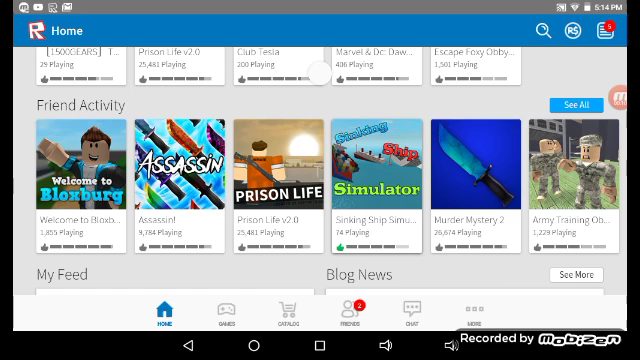 5:14 PM
Home
R$
5
[1500GEARS] T...
Prison Life v2.0
Club Tesla
Marvel & Dc: Daw...
Escape Foxy Obby...
29 Playing
25,481 Playing
200 Playing
406 Playing
1,501 Playing
Friend Activity
See All
Welcome to
Bloxburg
ASSASSIN
PRISON LIFE
Sinking
Ship
Simulator
Welcome to Bloxb...
Assassin!
Prison Life v2.0
Sinking Ship Simu...
Murder Mystery 2
Army Training Ob...
1,855 Playing
9,784 Playing
25,481 Playing
74 Playing
26,674 Playing
1,229 Playing
My Feed
Blog News
See More
2
HOME
GAMES
CATALOG
FRIENDS
CHAT
MORE
Recorded by Mobizen